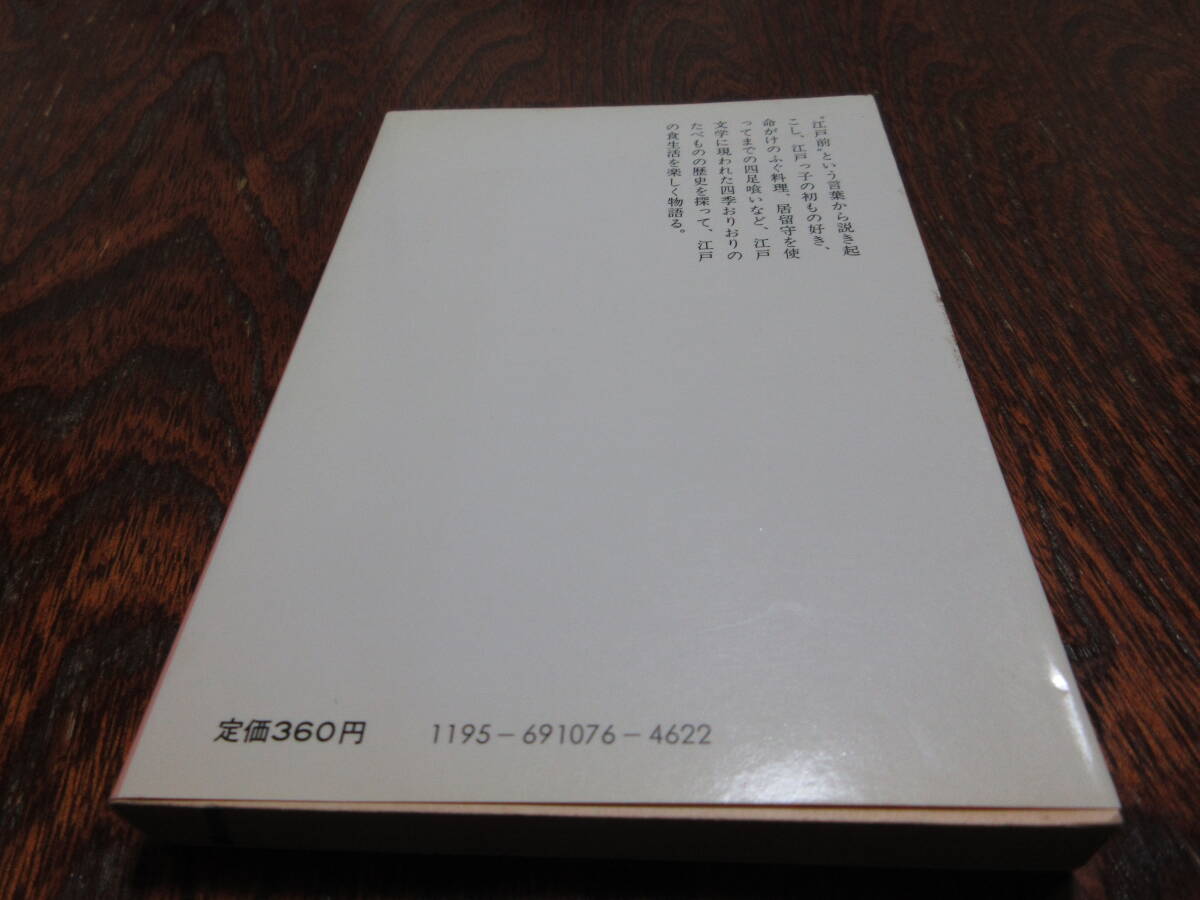 “江戸前”という言葉から説き起
こし、江戸っ子の初もの好き、
命がけのふぐ料理、居留守を使
ってまでの四足喰いなど、江戸
文学に現われた四季おりおりの
たべものの歴史を探って、江戸
の食生活を楽しく物語る。
定価360円
1195-691076-4622